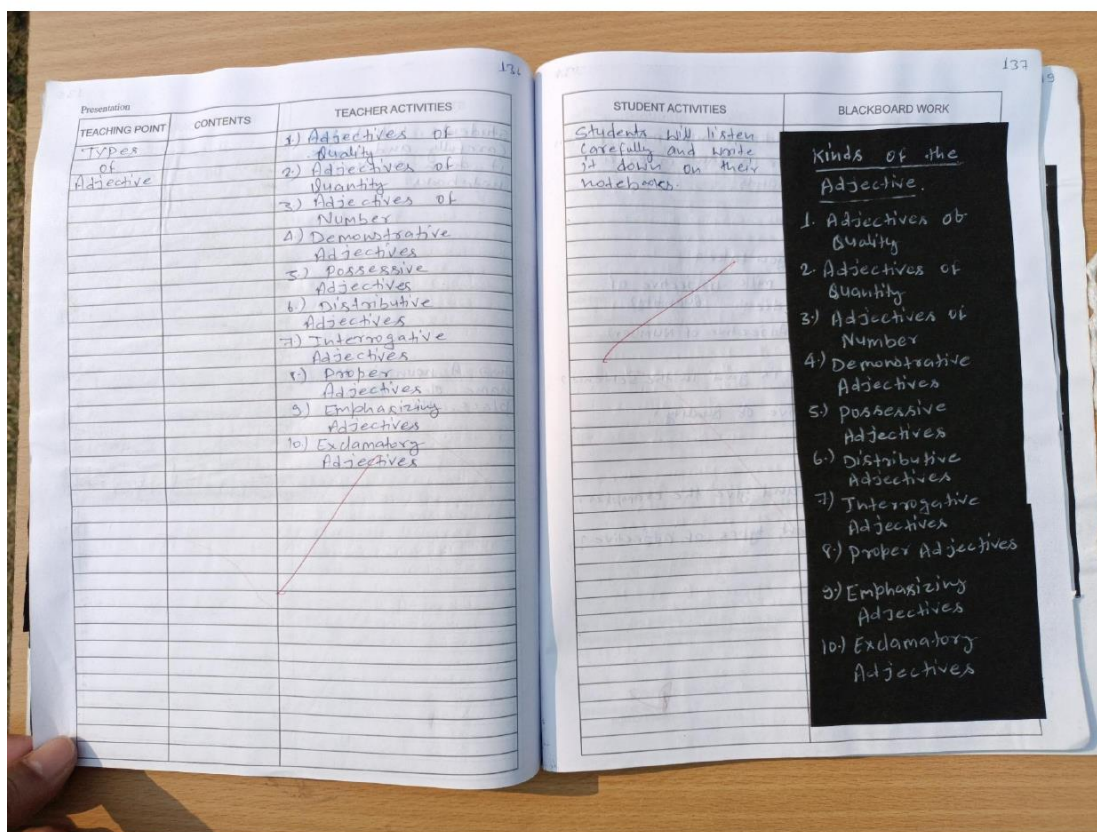 136
Presentation
TEACHING POINT
CONTENTS
TEACHER ACTIVITIES
Types
of
Adjective
1) Adjectives of
Quality
2.) Adjectives of
Quantity
3) Adjectives of
Number
4.) Demonstrative
Adjectives
5.) Possessive
Adjectives
6.) Distributive
Adjectives
7) Interrogative
Adjectives
8.) Proper
Adjectives
9) Emphasizing
Adjectives
10) Exclamatory
Adjectives
137
STUDENT ACTIVITIES
BLACKBOARD WORK
Students will listen
carefully and write
it down on their
notebooks.
Kinds of the
Adjective.
1. Adjectives of
Quality
2. Adjectives of
Quantity
3.) Adjectives of
Number
4.) Demonstrative
Adjectives
5.) Possessive
Adjectives
6.) Distributive
Adjectives
7) Interrogative
Adjectives
8.) Proper Adjectives
9.) Emphasizing
Adjectives
10.) Exclamatory
Adjectives